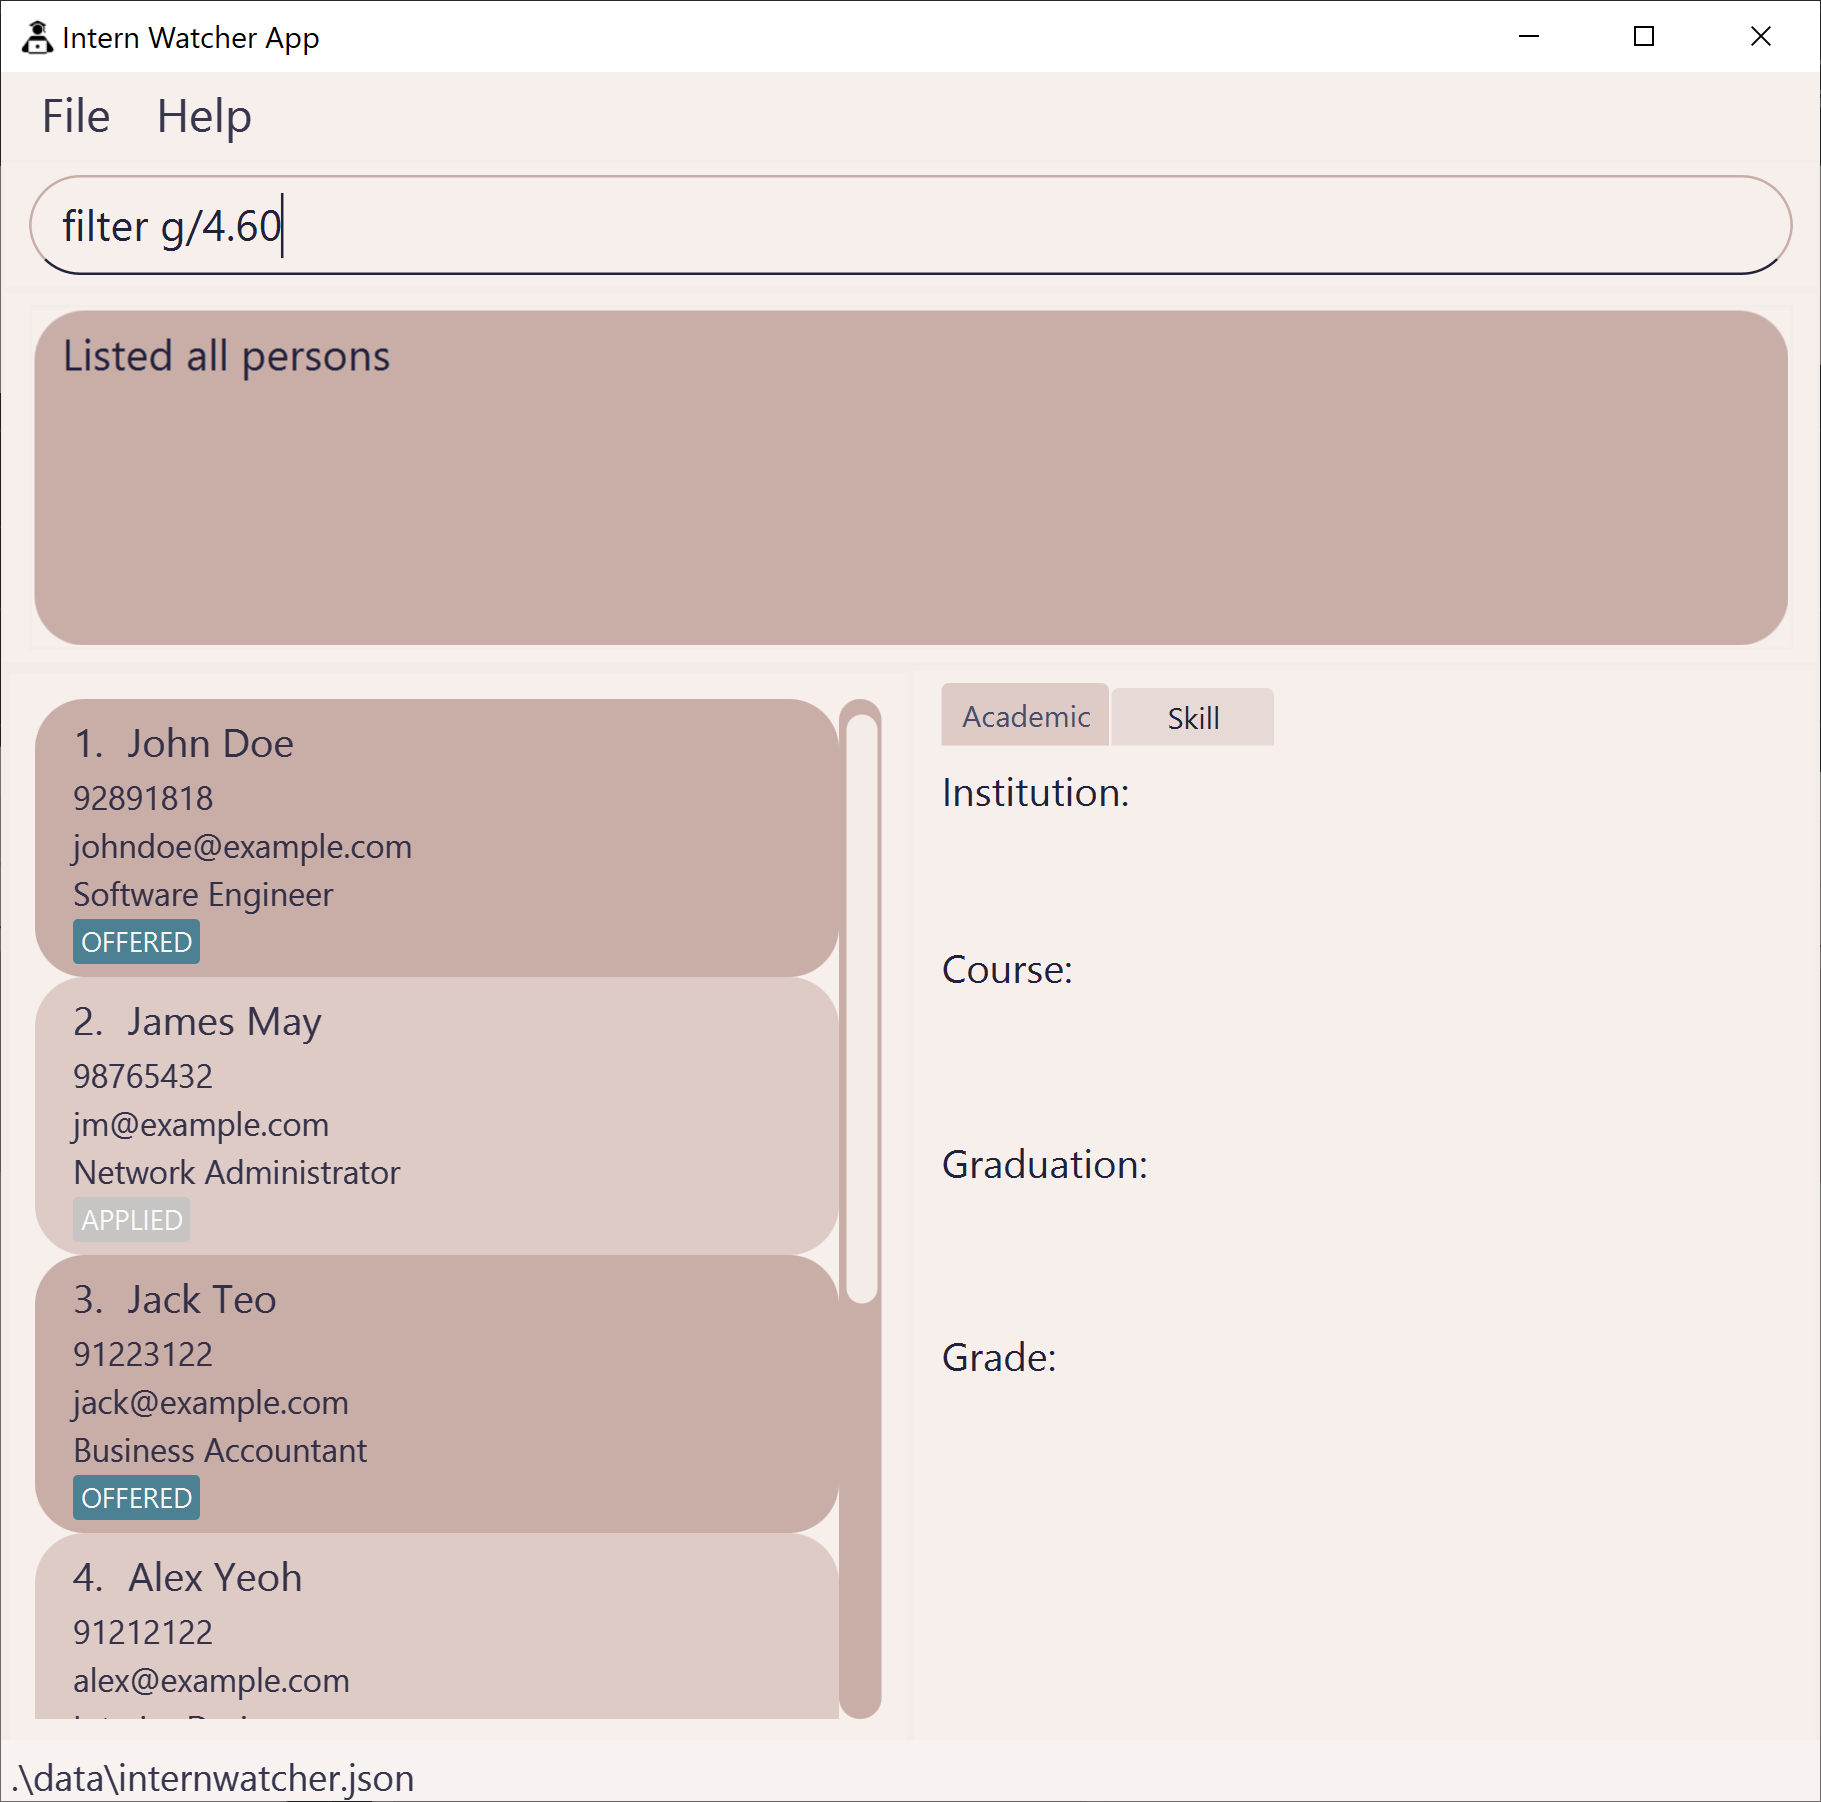 Intern Watcher App
File Help
filter g/4.60
Listed all persons
1. John Doe
92891818
johndoe@example.com
Software Engineer
OFFERED
2. James May
98765432
jm@example.com
Network Administrator
APPLIED
3. Jack Teo
91223122
jack@example.com
Business Accountant
OFFERED
4. Alex Yeoh
91212122
alex@example.com
Academic Skill
Institution:
Course:
Graduation:
Grade:
.\data\internwatcher.json